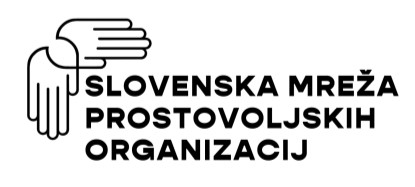 SLOVENSKA MREŽA
PROSTOVOLJSKIH
ORGANIZACIJ